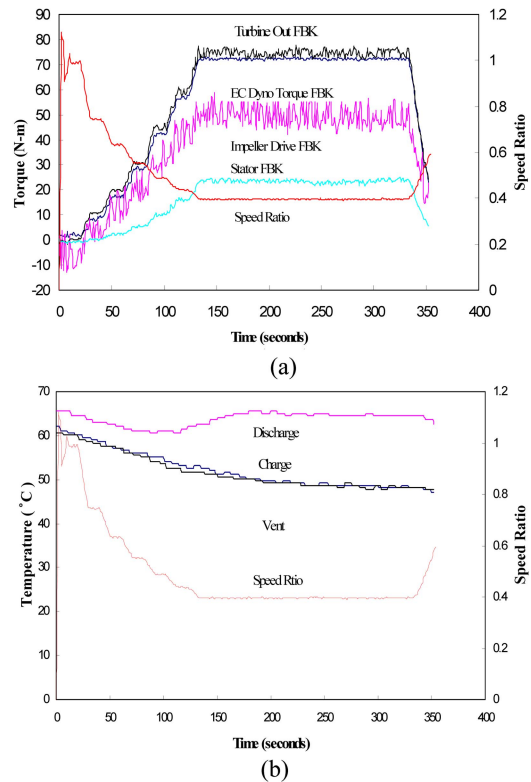 90
80
70
60
50
40
30
20
10
0
-10
-20
Torque (N-m)
Turbine Out FBK
EC Dyno Torque FBK
Impeller Drive FBK
Stator FBK
Speed Ratio
1.2
1
0.8
0.6
0.4
0.2
0
Speed Ratio
0 50 100 150 200 250 300 350 400
Time (seconds)
(a)
70
60
50
40
30
20
10
0
Temperature ( ˚C)
Discharge
Charge
Vent
Speed Rtio
1.2
1
0.8
0.6
0.4
0.2
0
Speed Ratio
0 50 100 150 200 250 300 350 400
Time (seconds)
(b)